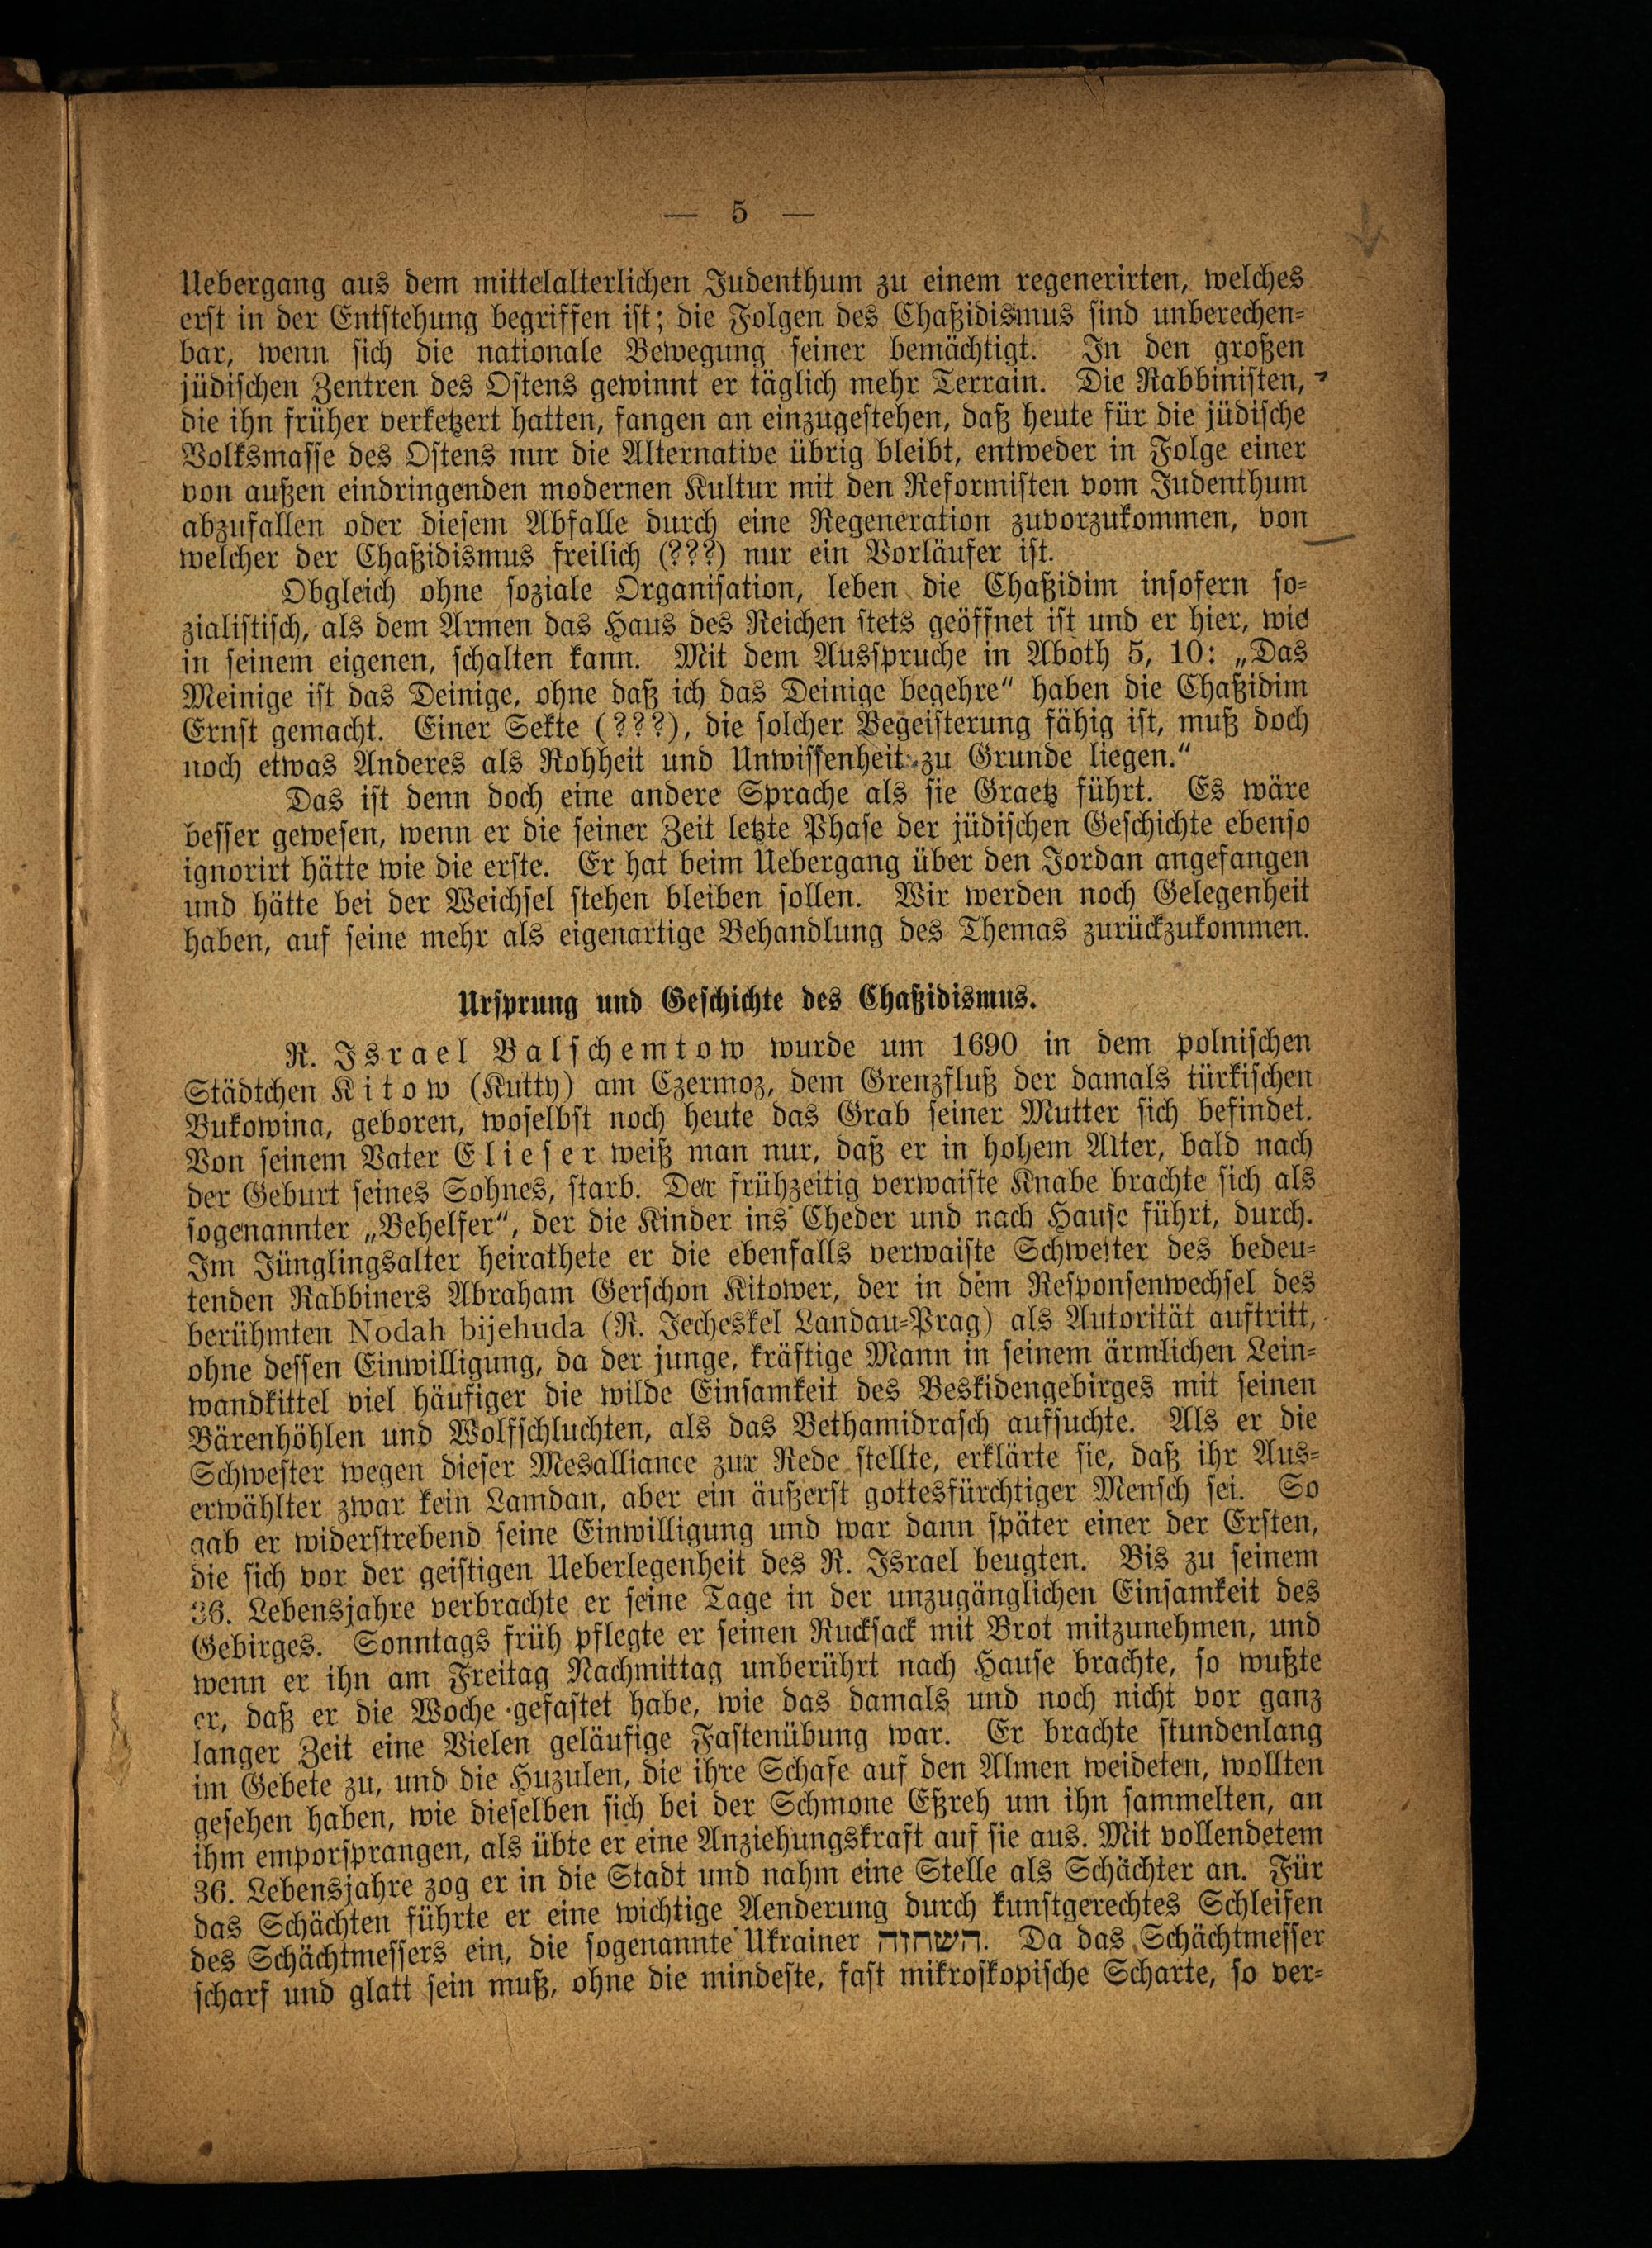 — 5 —
Uebergang aus dem mittelalterlichen Judenthum zu einem regenerirten, welches
erst in der Entstehung begriffen ist; die Folgen des Chaßidismus sind unberechen-
bar, wenn sich die nationale Bewegung seiner bemächtigt. In den großen
jüdischen Zentren des Ostens gewinnt er täglich mehr Terrain. Die Rabbinisten,
die ihn früher verketzert hatten, fangen an einzugestehen, daß heute für die jüdische
Volksmasse des Ostens nur die Alternative übrig bleibt, entweder in Folge einer
von außen eindringenden modernen Kultur mit den Reformisten vom Judenthum
abzufallen oder diesem Abfalle durch eine Regeneration zuvorzukommen, von
welcher der Chaßidismus freilich (???) nur ein Vorläufer ist.
Obgleich ohne soziale Organisation, leben die Chaßidim insofern so-
zialistisch, als dem Armen das Haus des Reichen stets geöffnet ist und er hier, wie
in seinem eigenen, schalten kann. Mit dem Ausspruche in Aboth 5, 10: „Das
Meinige ist das Deinige, ohne daß ich das Deinige begehre“ haben die Chaßidim
Ernst gemacht. Einer Sekte (???), die solcher Begeisterung fähig ist, muß doch
noch etwas Anderes als Rohheit und Unwissenheit zu Grunde liegen.“
Das ist denn doch eine andere Sprache als sie Graetz führt. Es wäre
besser gewesen, wenn er die seiner Zeit letzte Phase der jüdischen Geschichte ebenso
ignorirt hätte wie die erste. Er hat beim Uebergang über den Jordan angefangen
und hätte bei der Weichsel stehen bleiben sollen. Wir werden noch Gelegenheit
haben, auf seine mehr als eigenartige Behandlung des Themas zurückzukommen.
Ursprung und Geschichte des Chaßidismus.
R. Israel Balschemtow wurde um 1690 in dem polnischen
Städtchen Kitow (Kutty) am Czermoz, dem Grenzfluß der damals türkischen
Bukowina, geboren, woselbst noch heute das Grab seiner Mutter sich befindet.
Von seinem Vater Elieser weiß man nur, daß er in hohem Alter, bald nach
der Geburt seines Sohnes, starb. Der frühzeitig verwaiste Knabe brachte sich als
sogenannter „Behelfer“, der die Kinder ins Cheder und nach Hause führt, durch.
Im Jünglingsalter heirathete er die ebenfalls verwaiste Schwester des bedeu-
tenden Rabbiners Abraham Gerschon Kitower, der in dem Responsenwechsel des
berühmten Nodah bijehuda (R. Jecheskel Landau-Prag) als Autorität auftritt,
ohne dessen Einwilligung, da der junge, kräftige Mann in seinem ärmlichen Lein-
wandkittel viel häufiger die wilde Einsamkeit des Beskidengebirges mit seinen
Bärenhöhlen und Wolfschluchten, als das Bethamidrasch aufsuchte. Als er die
Schwester wegen dieser Mesalliance zur Rede stellte, erklärte sie, daß ihr Aus-
erwählter zwar kein Lamdan, aber ein äußerst gottesfürchtiger Mensch sei. So
gab er widerstrebend seine Einwilligung und war dann später einer der Ersten,
die sich vor der geistigen Ueberlegenheit des R. Israel beugten. Bis zu seinem
36. Lebensjahre verbrachte er seine Tage in der unzugänglichen Einsamkeit des
Gebirges. Sonntags früh pflegte er seinen Rucksack mit Brot mitzunehmen, und
wenn er ihn am Freitag Nachmittag unberührt nach Hause brachte, so wußte
er, daß er die Woche gefastet habe, wie das damals und noch nicht vor ganz
langer Zeit eine Vielen geläufige Fastenübung war. Er brachte stundenlang
im Gebete zu, und die Huzulen, die ihre Schafe auf den Almen weideten, wollten
gesehen haben, wie dieselben sich bei der Schmone Eßreh um ihn sammelten, an
ihm emporsprangen, als übte er eine Anziehungskraft auf sie aus. Mit vollendetem
36. Lebensjahre zog er in die Stadt und nahm eine Stelle als Schächter an. Für
das Schächten führte er eine wichtige Aenderung durch kunstgerechtes Schleifen
des Schächtmessers ein, die sogenannte Ukrainer השחזה. Da das Schächtmesser
scharf und glatt sein muß, ohne die mindeste, fast mikroskopische Scharte, so ver-